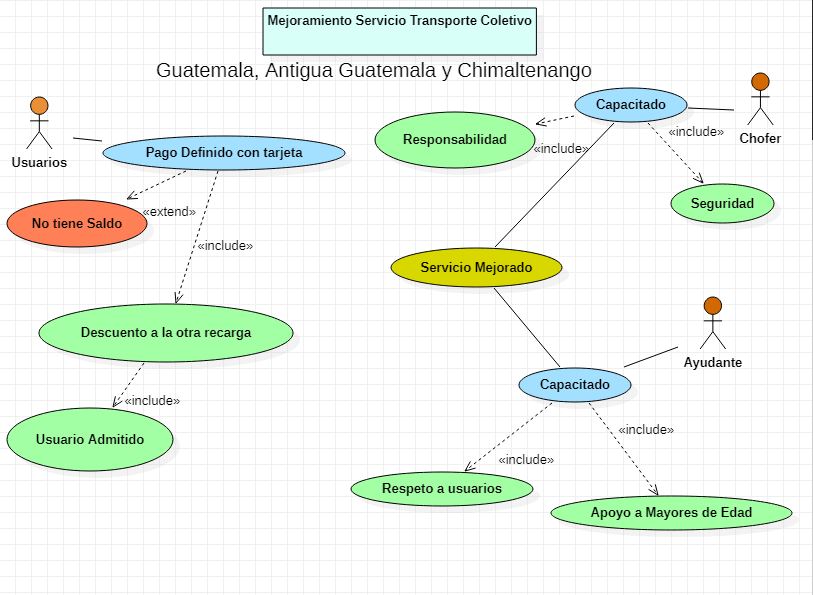 Mejoramiento Servicio Transporte Coletivo
Guatemala, Antigua Guatemala y Chimaltenango
Usuarios
Pago Definido con tarjeta
No tiene Saldo
«extend»
«include»
Descuento a la otra recarga
«include»
Usuario Admitido
Capacitado
Chofer
Responsabilidad
«include»
«include»
Seguridad
Servicio Mejorado
Ayudante
Capacitado
«include»
«include»
Respeto a usuarios
Apoyo a Mayores de Edad